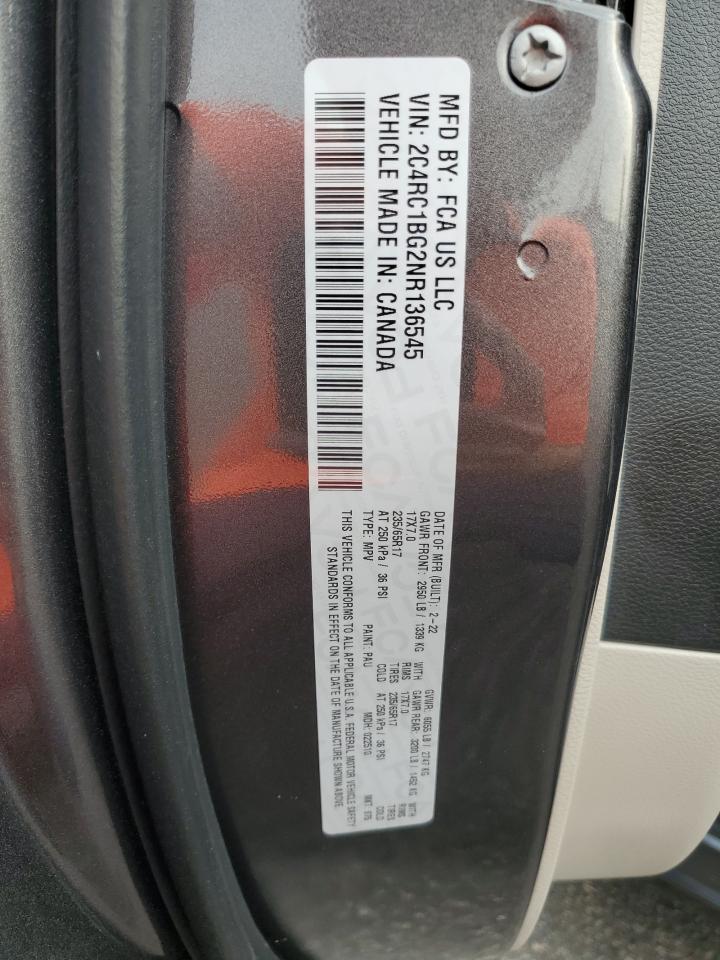 MFD BY: FCA US LLC
VIN: 2C4RC1BG2NR136545
VEHICLE MADE IN: CANADA
DATE OF MFR (BUILT): 2-22 GVWR: 6055 LB / 2747 KG
GAWR FRONT: 2950 LB / 1339 KG WITH GAWR REAR: 3200 LB / 1452 KG WITH
17X7.0 RIMS 17X7.0 RIMS
235/65R17 TIRES 235/65R17 TIRES
AT 250 kPa / 36 PSI COLD AT 250 kPa / 36 PSI COLD
TYPE: MPV PAINT: PAU MDH: 022510
THIS VEHICLE CONFORMS TO ALL APPLICABLE U.S.A. FEDERAL MOTOR VEHICLE SAFETY
STANDARDS IN EFFECT ON THE DATE OF MANUFACTURE SHOWN ABOVE.